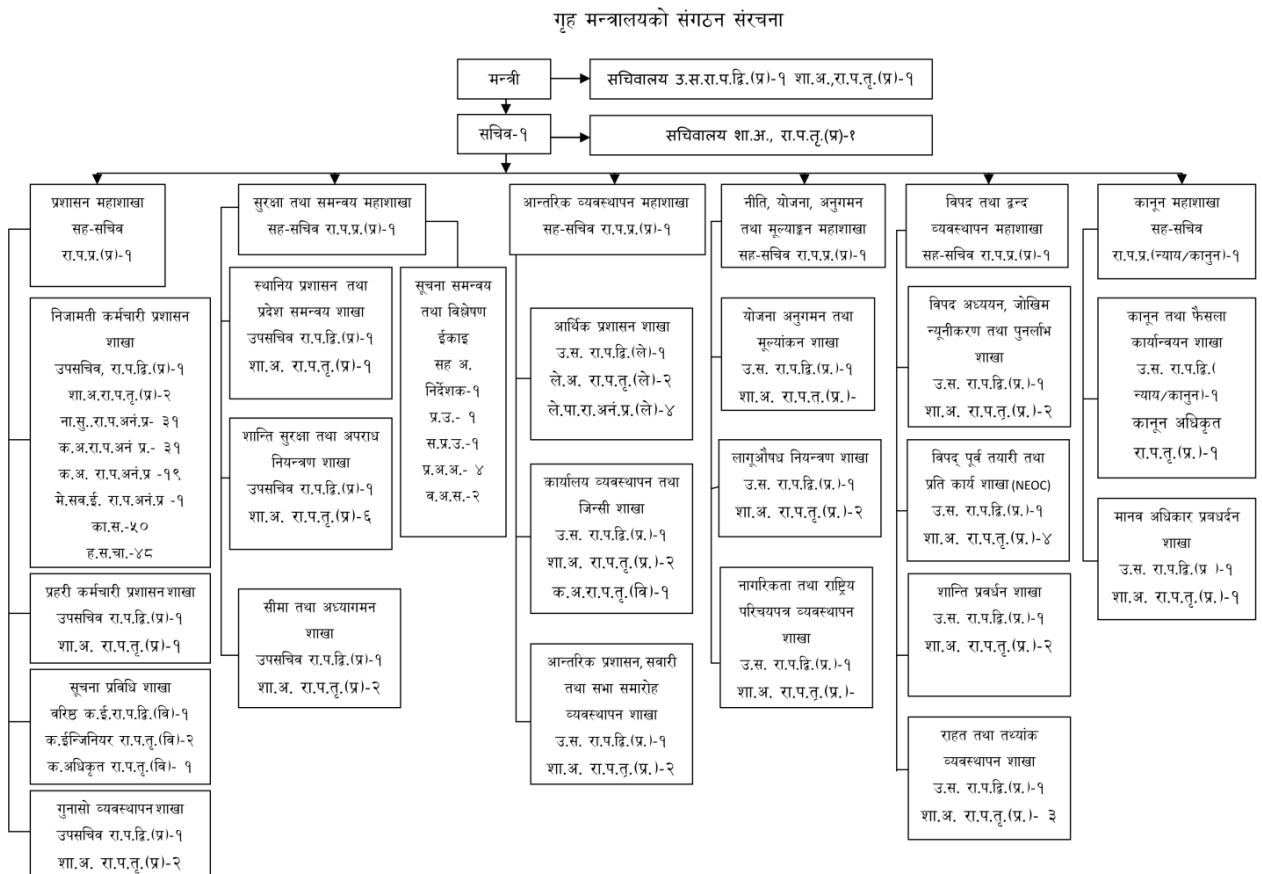 गृह मन्त्रालयको संगठन संरचना
मन्त्री
सचिवालय उ.स.रा.प.द्वि.(प्र)-१ शा.अ.,रा.प.तृ.(प्र)-१
सचिव-१
सचिवालय शा.अ., रा.प.तृ.(प्र)-१
प्रशासन महाशाखा
सह-सचिव
रा.प.प्र.(प्र)-१
निजामती कर्मचारी प्रशासन
शाखा
उपसचिव, रा.प.द्वि.(प्र)-१
शा.अ.रा.प.तृ.(प्र)-२
ना.सु..रा.प.अनं.प्र- ३१
क.अ.रा.प.अनं प्र.- ३१
क.अ. रा.प.अनं.प्र -१९
मे.सव.ई. रा.प.अनं.प्र -१
का.स.-५०
ह.स.चा.-४८
प्रहरी कर्मचारी प्रशासन शाखा
उपसचिव रा.प.द्वि.(प्र)-१
शा.अ. रा.प.तृ.(प्र)-१
सूचना प्रविधि शाखा
वरिष्ठ क.ई.रा.प.द्वि.(वि)-१
क.ईन्जिनियर रा.प.तृ.(वि)-२
क.अधिकृत रा.प.तृ.(वि)- १
गुनासो व्यवस्थापन शाखा
उपसचिव रा.प.द्वि.(प्र)-१
शा.अ. रा.प.तृ.(प्र)-२
सुरक्षा तथा समन्वय महाशाखा
सह-सचिव रा.प.प्र.(प्र)-१
स्थानिय प्रशासन तथा
प्रदेश समन्वय शाखा
उपसचिव रा.प.द्वि.(प्र)-१
शा.अ. रा.प.तृ.(प्र)-१
शान्ति सुरक्षा तथा अपराध
नियन्त्रण शाखा
उपसचिव रा.प.द्वि.(प्र)-१
शा.अ. रा.प.तृ.(प्र)-६
सीमा तथा अध्यागमन
शाखा
उपसचिव रा.प.द्वि.(प्र)-१
शा.अ. रा.प.तृ.(प्र)-२
सूचना समन्वय
तथा विश्लेषण
ईकाइ
सह अ.
निर्देशक-१
प्र.उ.- १
स.प्र.उ.-१
प्र.अ.अ.- ४
व.अ.स.-२
आन्तरिक व्यवस्थापन महाशाखा
सह-सचिव रा.प.प्र.(प्र)-१
आर्थिक प्रशासन शाखा
उ.स. रा.प.द्वि.(ले)-१
ले.अ. रा.प.तृ.(ले)-२
ले.पा.रा.अनं.प्र.(ले)-४
कार्यालय व्यवस्थापन तथा
जिन्सी शाखा
उ.स. रा.प.द्वि.(प्र.)-१
शा.अ. रा.प.तृ.(प्र.)-२
क.अ.रा.प.तृ.(वि)-१
आन्तरिक प्रशासन,सवारी
तथा सभा समारोह
व्यवस्थापन शाखा
उ.स. रा.प.द्वि.(प्र.)-१
शा.अ. रा.प.तृ.(प्र.)-२
नीति, योजना, अनुगमन
तथा मूल्याङ्कन महाशाखा
सह-सचिव रा.प.प्र.(प्र)-१
योजना अनुगमन तथा
मूल्यांकन शाखा
उ.स. रा.प.द्वि.(प्र.)-१
शा.अ. रा.प.त.(प्र.)-
लागूऔषध नियन्त्रण शाखा
उ.स. रा.प.द्वि.(प्र.)-१
शा.अ. रा.प.तृ.(प्र.)-२
नागरिकता तथा राष्ट्रिय
परिचयपत्र व्यवस्थापन
शाखा
उ.स. रा.प.द्वि.(प्र.)-१
शा.अ. रा.प.तृ.(प्र.)-
विपद तथा द्वन्द
व्यवस्थापन महाशाखा
सह-सचिव रा.प.प्र.(प्र)-१
विपद अध्ययन, जोखिम
न्यूनीकरण तथा पुनर्लाभ
शाखा
उ.स. रा.प.द्वि.(प्र.)-१
शा.अ. रा.प.तृ.(प्र.)-२
विपद् पूर्व तयारी तथा
प्रति कार्य शाखा(NEOC)
उ.स. रा.प.द्वि.(प्र.)-१
शा.अ. रा.प.तृ.(प्र.)-४
शान्ति प्रवर्धन शाखा
उ.स. रा.प.द्वि.(प्र.)-१
शा.अ. रा.प.तृ.(प्र.)-२
राहत तथा तथ्यांक
व्यवस्थापन शाखा
उ.स. रा.प.द्वि.(प्र.)-१
शा.अ. रा.प.तृ.(प्र.)- ३
कानून महाशाखा
सह-सचिव
रा.प.प्र.(न्याय/कानुन)-१
कानून तथा फैसला
कार्यान्वयन शाखा
उ.स. रा.प.द्वि.(
न्याय/कानुन)-१
कानून अधिकृत
रा.प.तृ.(प्र.)-१
मानव अधिकार प्रवधर्दन
शाखा
उ.स. रा.प.द्वि.(प्र )-१
शा.अ. रा.प.तृ.(प्र.)-१